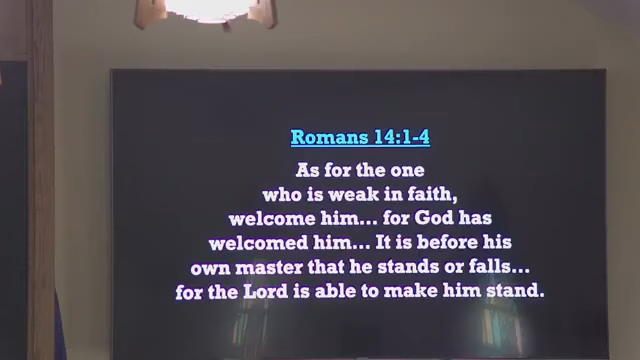 Romans 14:1-4
As for the one
who is weak in faith,
welcome him... for God has
welcomed him... It is before his
own master that he stands or falls...
for the Lord is able to make him stand.